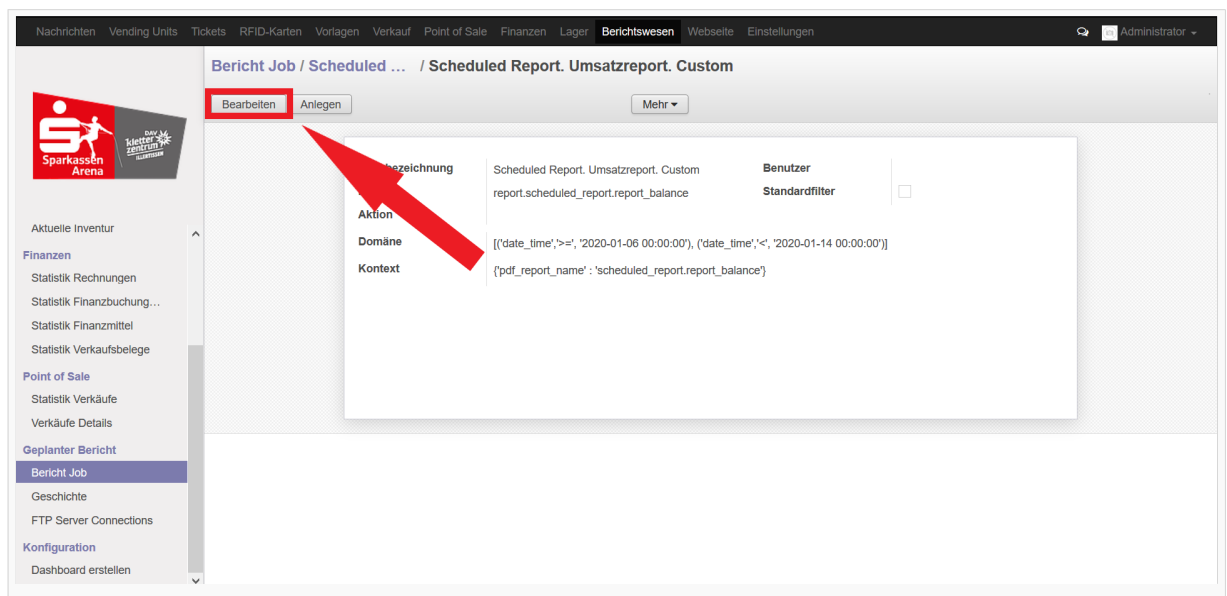 Nachrichten Vending Units Tickets RFID-Karten Vorlagen Verkauf Point of Sale Finanzen Lager Berichtswesen Webseite Einstellungen Administrator
Bericht Job / Scheduled … / Scheduled Report. Umsatzreport. Custom
Bearbeiten Anlegen Mehr
Sparkassen
Arena
DAV
kletter
zentrum
ILLERTISSEN
Aktuelle Inventur
Finanzen
Statistik Rechnungen
Statistik Finanzbuchung…
Statistik Finanzmittel
Statistik Verkaufsbelege
Point of Sale
Statistik Verkäufe
Verkäufe Details
Geplanter Bericht
Bericht Job
Geschichte
FTP Server Connections
Konfiguration
Dashboard erstellen
bezeichnung Scheduled Report. Umsatzreport. Custom Benutzer
report.scheduled_report.report_balance Standardfilter
Aktion
Domäne [('date_time','>=', '2020-01-06 00:00:00'), ('date_time','<', '2020-01-14 00:00:00')]
Kontext {'pdf_report_name' : 'scheduled_report.report_balance'}